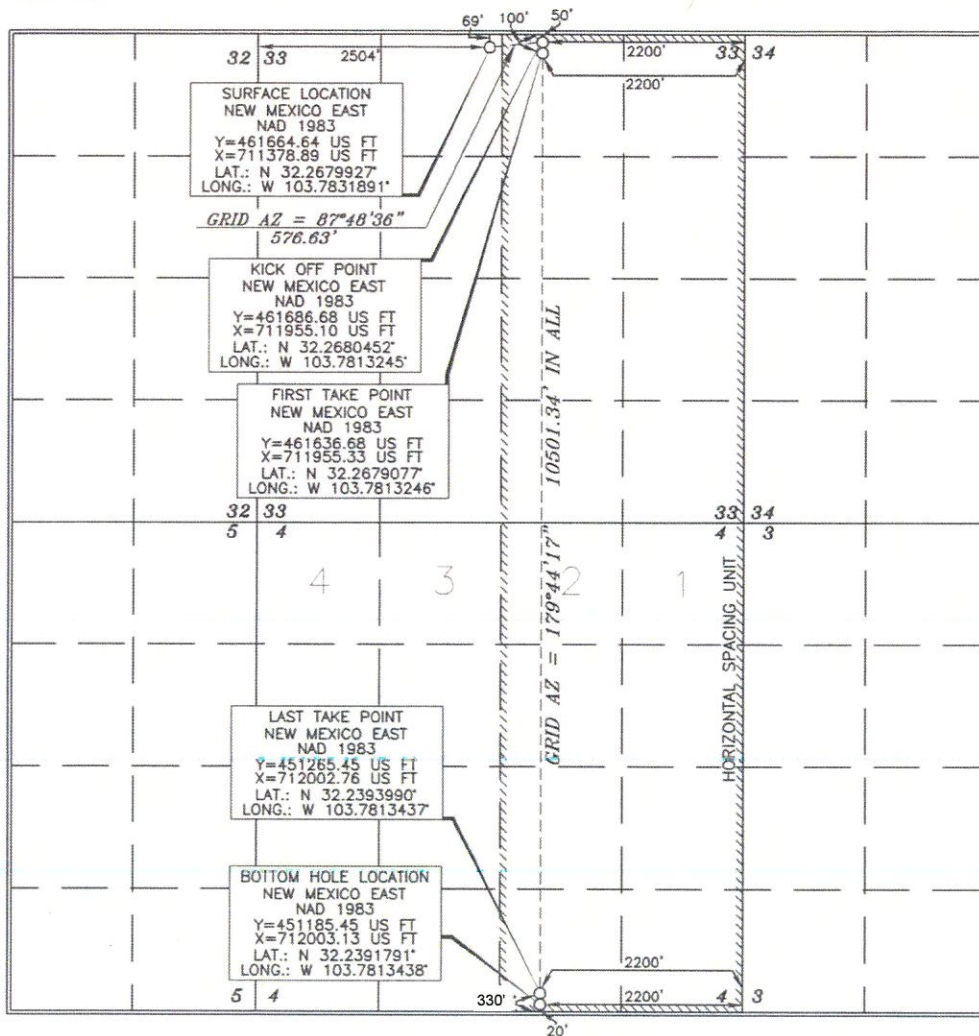 69'
100'
50'
32 33
2504'
2200'
33 34
2200'
SURFACE LOCATION
NEW MEXICO EAST
NAD 1983
Y=461664.64 US FT
X=711378.89 US FT
LAT.: N 32.2679927°
LONG.: W 103.7831891°
GRID AZ = 87°48'36"
576.63'
KICK OFF POINT
NEW MEXICO EAST
NAD 1983
Y=461686.68 US FT
X=711955.10 US FT
LAT.: N 32.2680452°
LONG.: W 103.7813245°
FIRST TAKE POINT
NEW MEXICO EAST
NAD 1983
Y=461636.68 US FT
X=711955.33 US FT
LAT.: N 32.2679077°
LONG.: W 103.7813246°
GRID AZ = 179°44'17" 10501.34' IN ALL
32 33
5 4
33 34
4 3
4 3 2 1
HORIZONTAL SPACING UNIT
LAST TAKE POINT
NEW MEXICO EAST
NAD 1983
Y=451265.45 US FT
X=712002.76 US FT
LAT.: N 32.2393990°
LONG.: W 103.7813437°
BOTTOM HOLE LOCATION
NEW MEXICO EAST
NAD 1983
Y=451185.45 US FT
X=712003.13 US FT
LAT.: N 32.2391791°
LONG.: W 103.7813438°
2200'
5 4
330'
2200'
4 3
20'